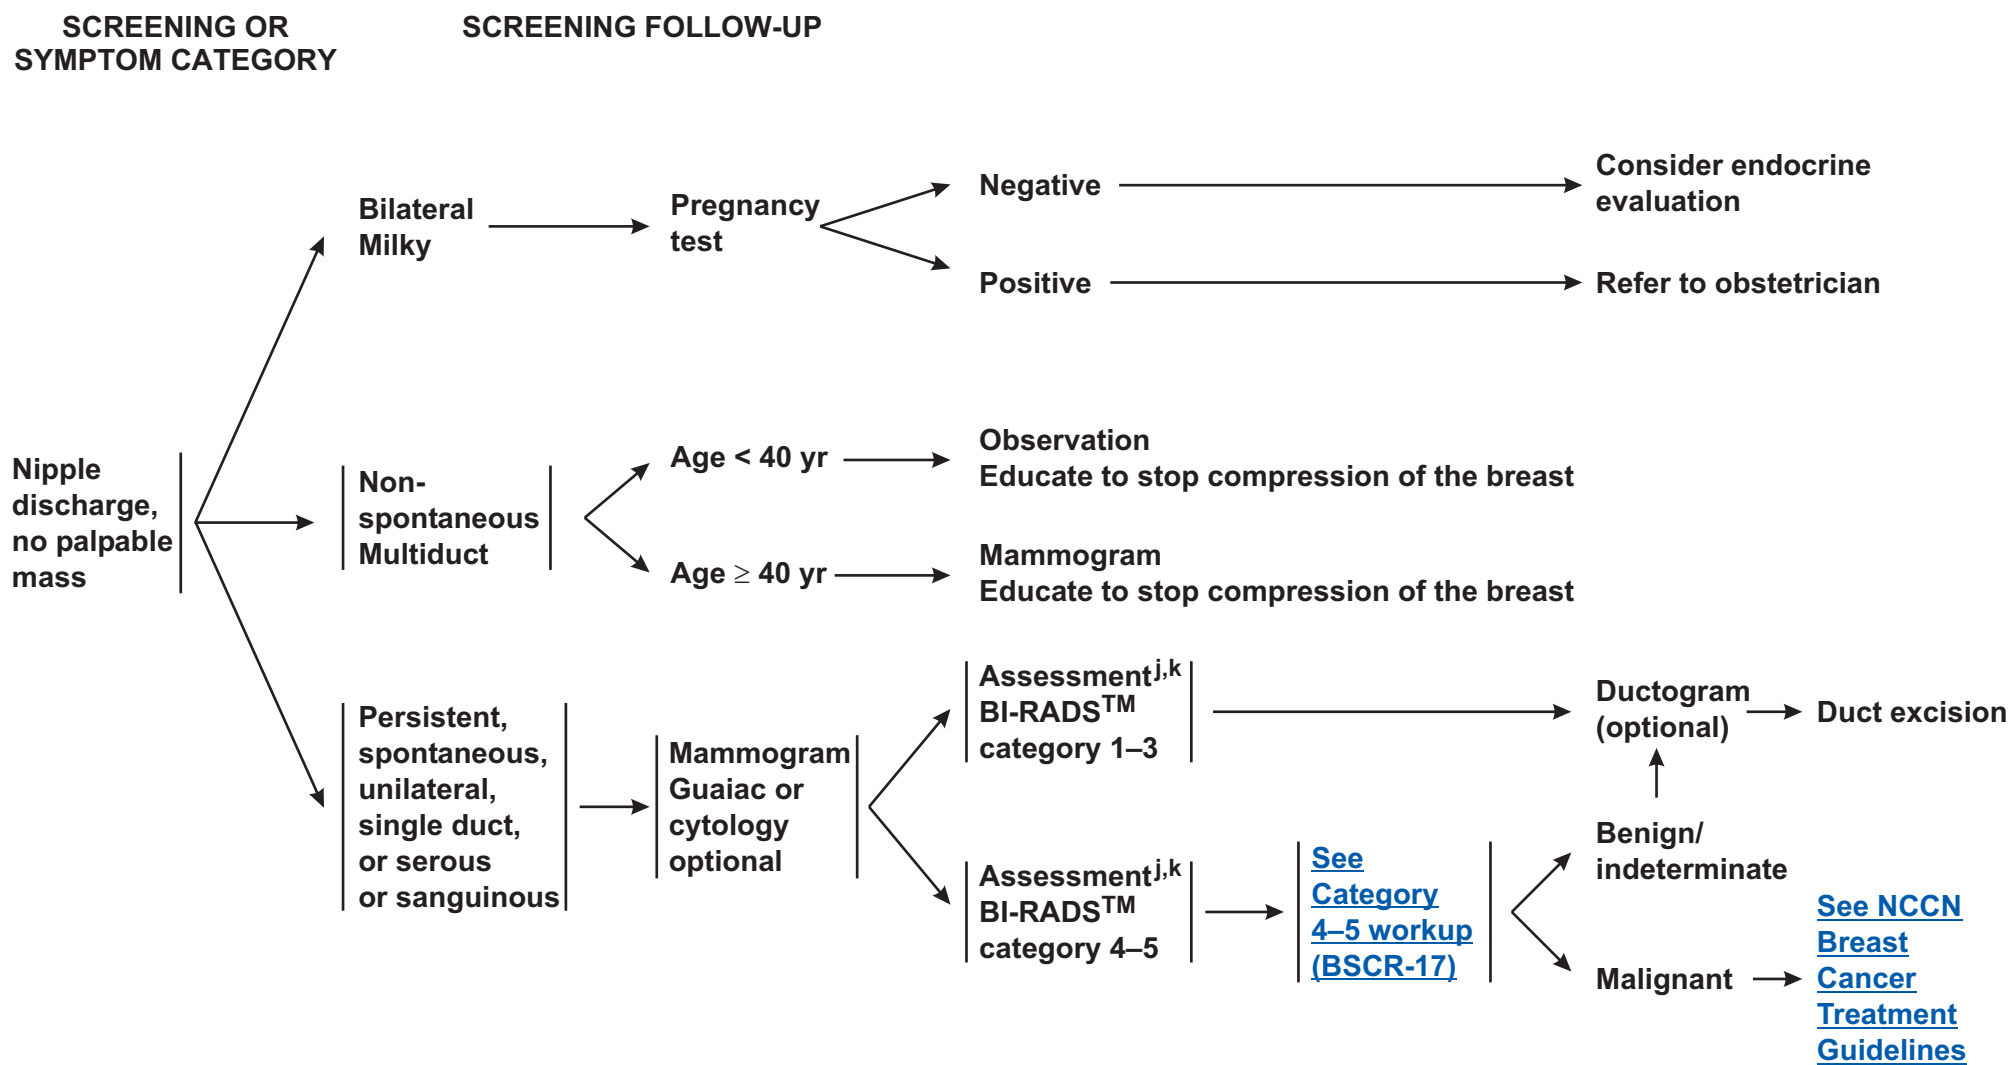 SCREENING OR
SYMPTOM CATEGORY
SCREENING FOLLOW-UP
Nipple
discharge,
no palpable
mass
Bilateral
Milky
Pregnancy
test
Negative
Consider endocrine
evaluation
Positive
Refer to obstetrician
Non-
spontaneous
Multiduct
Age < 40 yr
Observation
Educate to stop compression of the breast
Age ≥ 40 yr
Mammogram
Educate to stop compression of the breast
Persistent,
spontaneous,
unilateral,
single duct,
or serous
or sanguinous
Mammogram
Guaiac or
cytology
optional
Assessment j,k
BI-RADS™
category 1–3
Ductogram
(optional)
Duct excision
Assessment j,k
BI-RADS™
category 4–5
See
Category
4–5 workup
(BSCR-17)
Benign/
indeterminate
Malignant
See NCCN
Breast
Cancer
Treatment
Guidelines